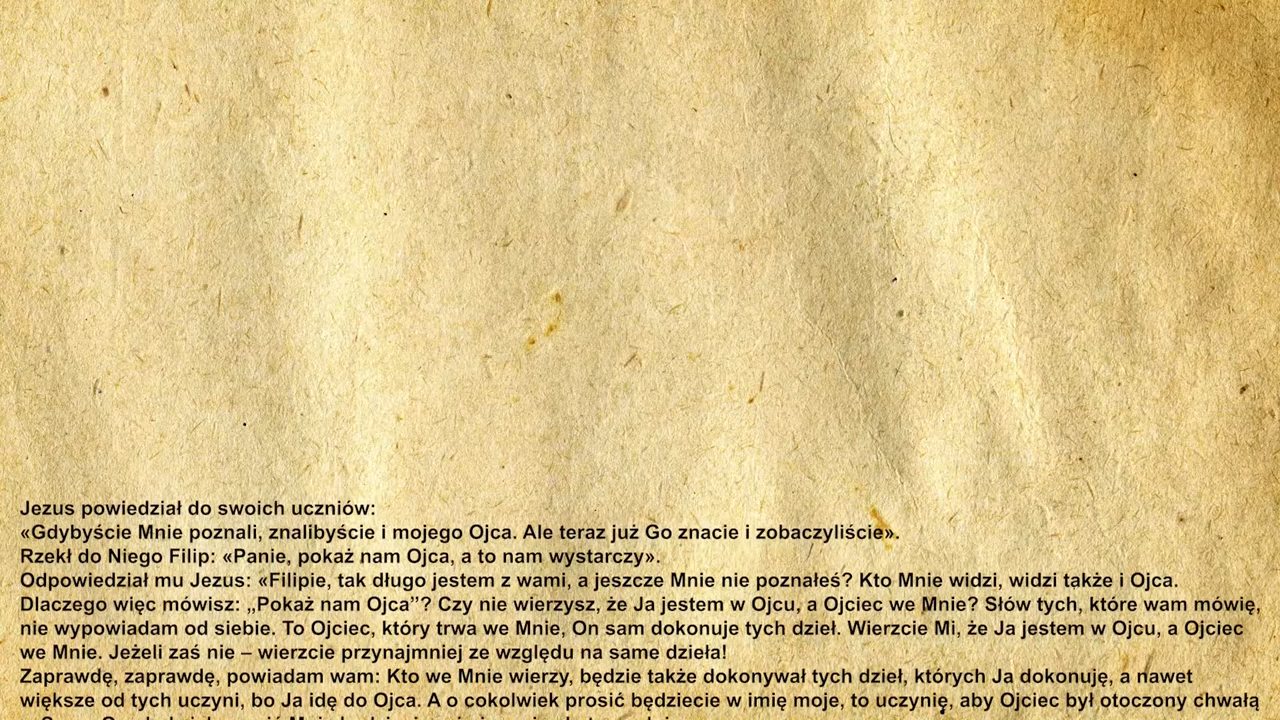 Jezus powiedział do swoich uczniów:
«Gdybyście Mnie poznali, znalibyście i mojego Ojca. Ale teraz już Go znacie i zobaczyliście».
Rzekł do Niego Filip: «Panie, pokaż nam Ojca, a to nam wystarczy».
Odpowiedział mu Jezus: «Filipie, tak długo jestem z wami, a jeszcze Mnie nie poznałeś? Kto Mnie widzi, widzi także i Ojca.
Dlaczego więc mówisz: „Pokaż nam Ojca”? Czy nie wierzysz, że Ja jestem w Ojcu, a Ojciec we Mnie? Słów tych, które wam mówię,
nie wypowiadam od siebie. To Ojciec, który trwa we Mnie, On sam dokonuje tych dzieł. Wierzcie Mi, że Ja jestem w Ojcu, a Ojciec
we Mnie. Jeżeli zaś nie – wierzcie przynajmniej ze względu na same dzieła!
Zaprawdę, zaprawdę, powiadam wam: Kto we Mnie wierzy, będzie także dokonywał tych dzieł, których Ja dokonuję, a nawet
większe od tych uczyni, bo Ja idę do Ojca. A o cokolwiek prosić będziecie w imię moje, to uczynię, aby Ojciec był otoczony chwałą